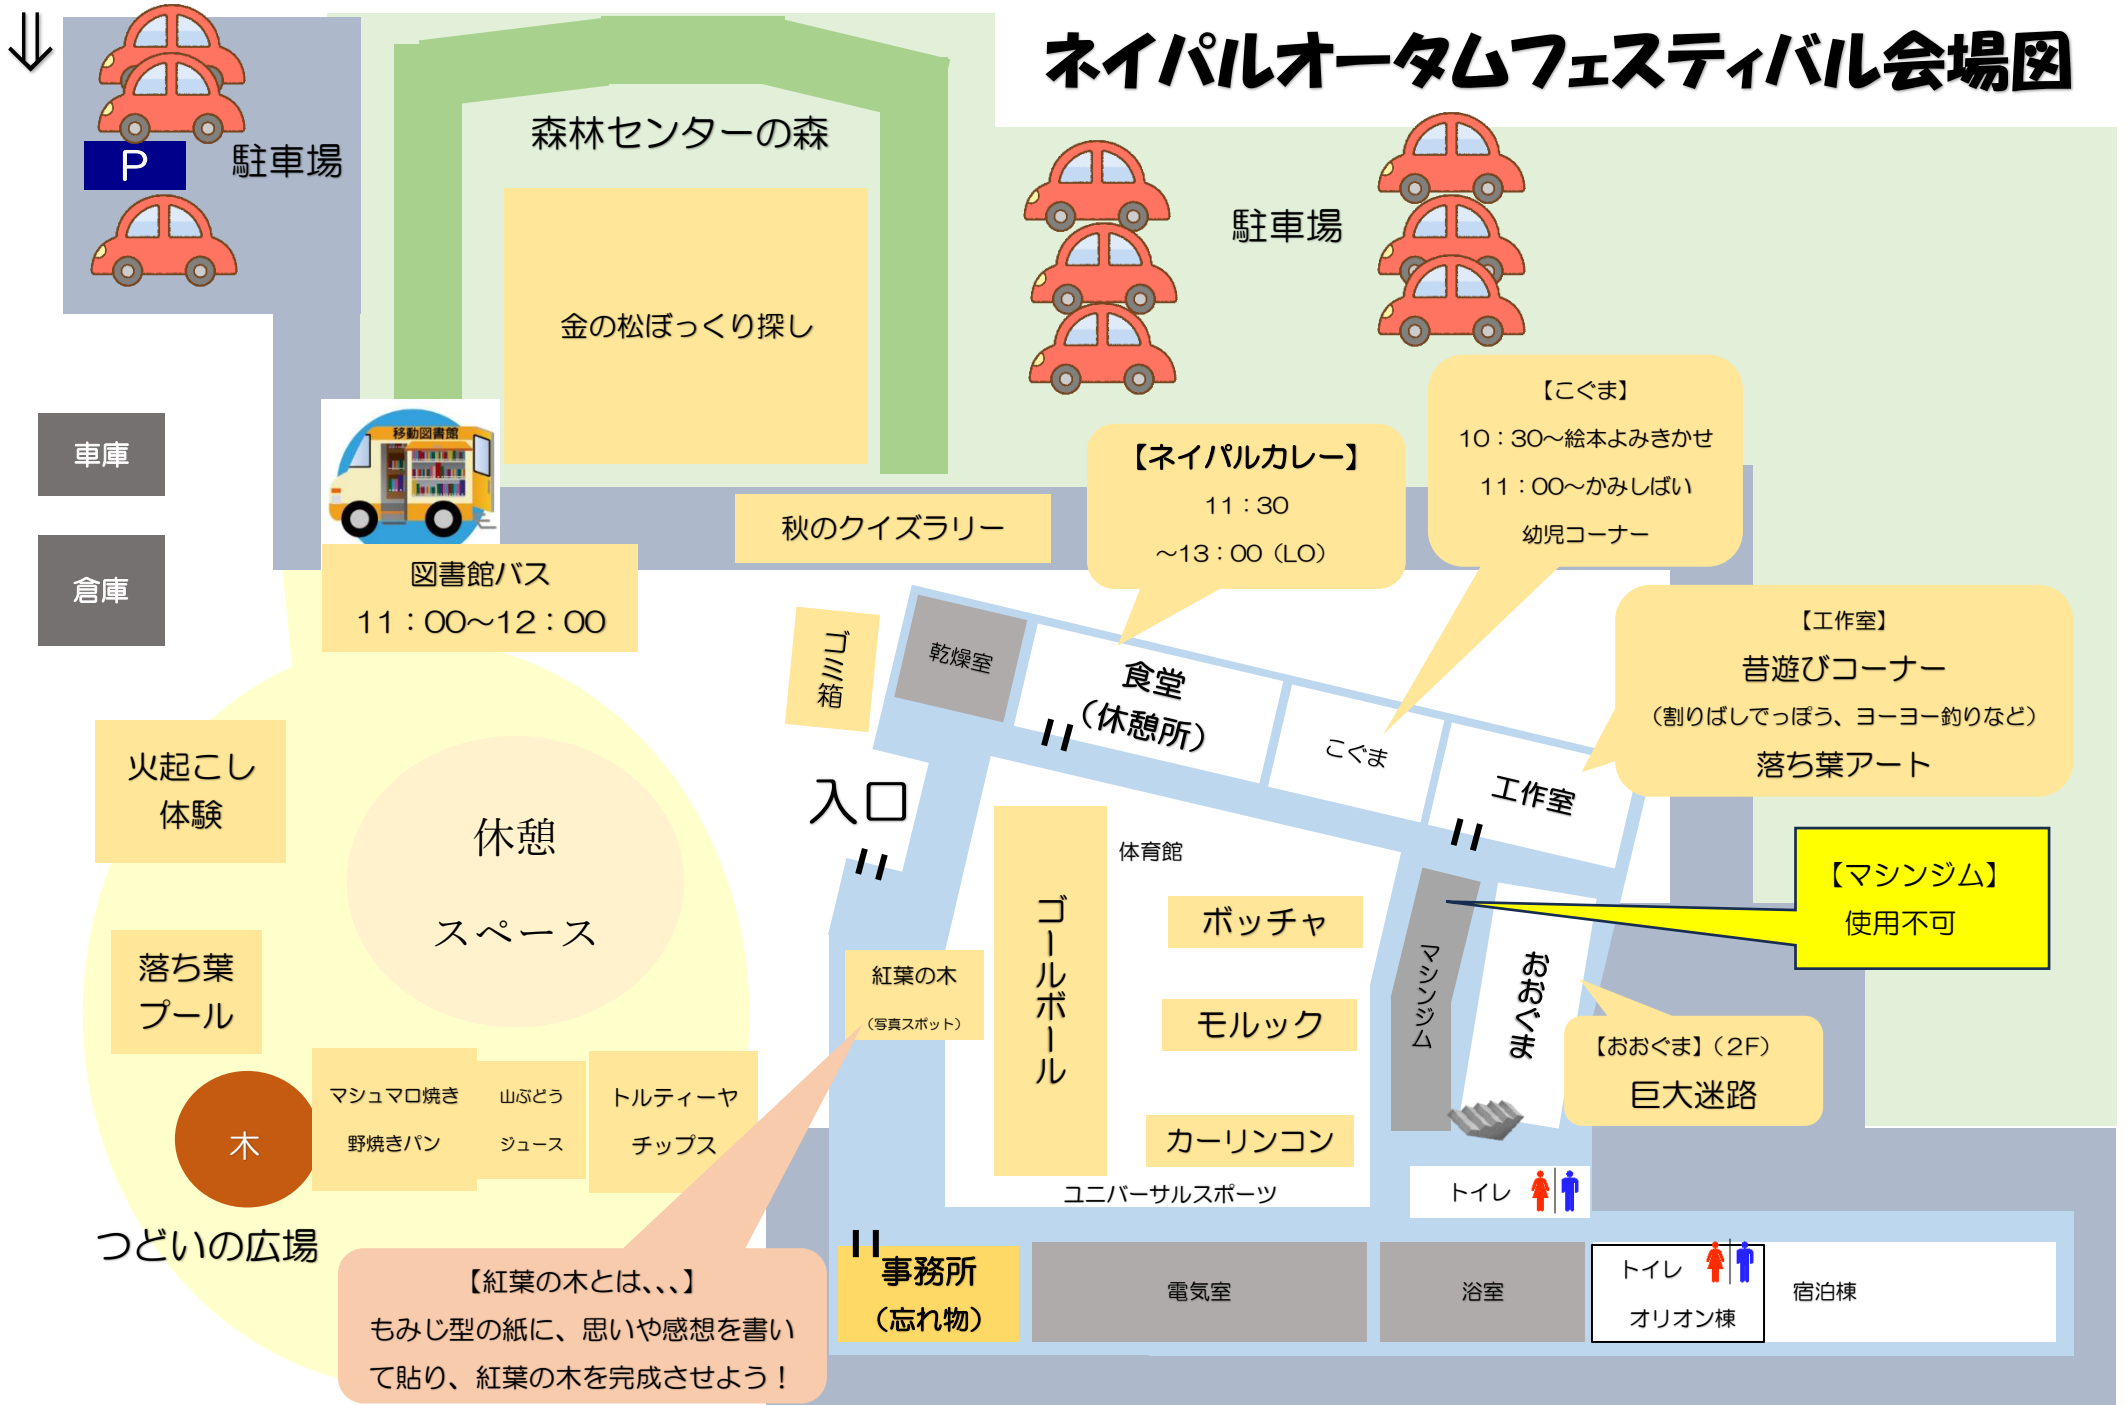 ⇓
ネイパルオータムフェスティバル会場図
P
駐車場
森林センターの森
駐車場
金の松ぼっくり探し
【こぐま】
10：30～絵本よみきかせ
11：00～かみしばい
幼児コーナー
【ネイパルカレー】
11：30
～13：00（LO）
車庫
移動図書館
倉庫
図書館バス
11：00～12：00
秋のクイズラリー
ゴミ箱
乾燥室
食堂
（休憩所）
こぐま
工作室
【工作室】
昔遊びコーナー
（割りばしでっぽう、ヨーヨー釣りなど）
落ち葉アート
火起こし
体験
休憩
スペース
入口
体育館
ゴールボール
ボッチャ
モルック
カーリンコン
ユニバーサルスポーツ
マシンジム
おおぐま
【マシンジム】
使用不可
【おおぐま】（2F）
巨大迷路
落ち葉
プール
紅葉の木
（写真スポット）
木
マシュマロ焼き
野焼きパン
山ぶどう
ジュース
トルティーヤ
チップス
つどいの広場
トイレ
【紅葉の木とは、、、】
もみじ型の紙に、思いや感想を書い
て貼り、紅葉の木を完成させよう！
事務所
（忘れ物）
電気室
浴室
トイレ
オリオン棟
宿泊棟